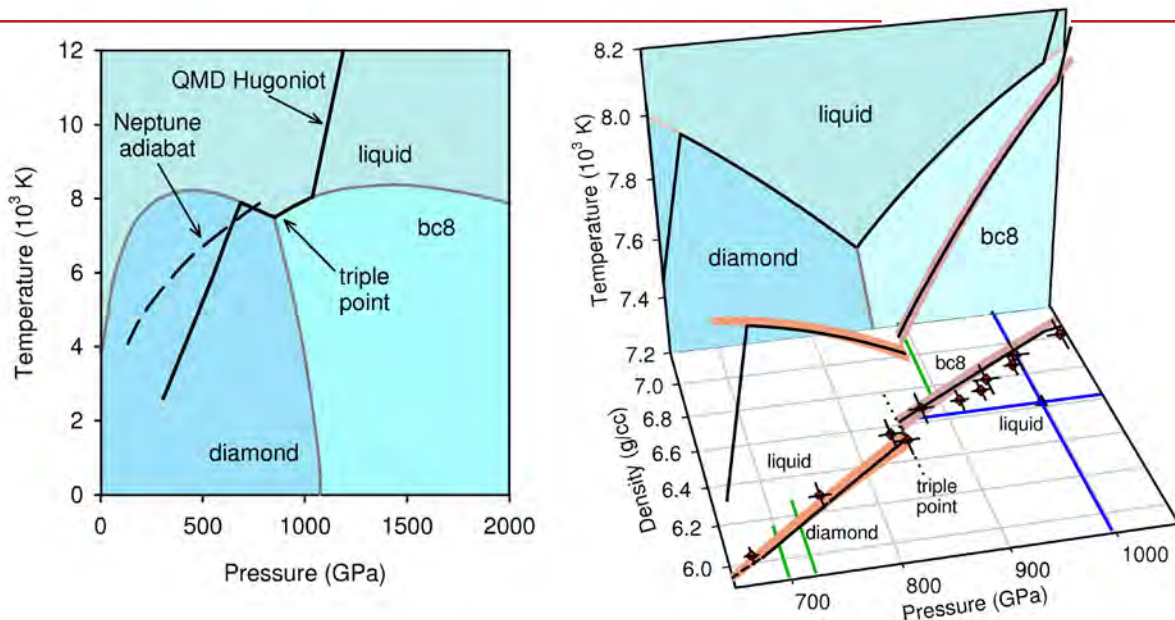 12
10
8
6
4
2
0
Temperature (10³ K)
QMD Hugoniot
Neptune
adiabat
liquid
bc8
triple
point
diamond
0
500
1000
1500
2000
Pressure (GPa)
8.2
8.0
7.8
7.6
7.4
7.2
Temperature (10³ K)
liquid
diamond
bc8
7.0
6.8
6.6
6.4
6.2
6.0
Density (g/cc)
bc8
liquid
liquid
triple
point
diamond
700
800
900
1000
Pressure (GPa)